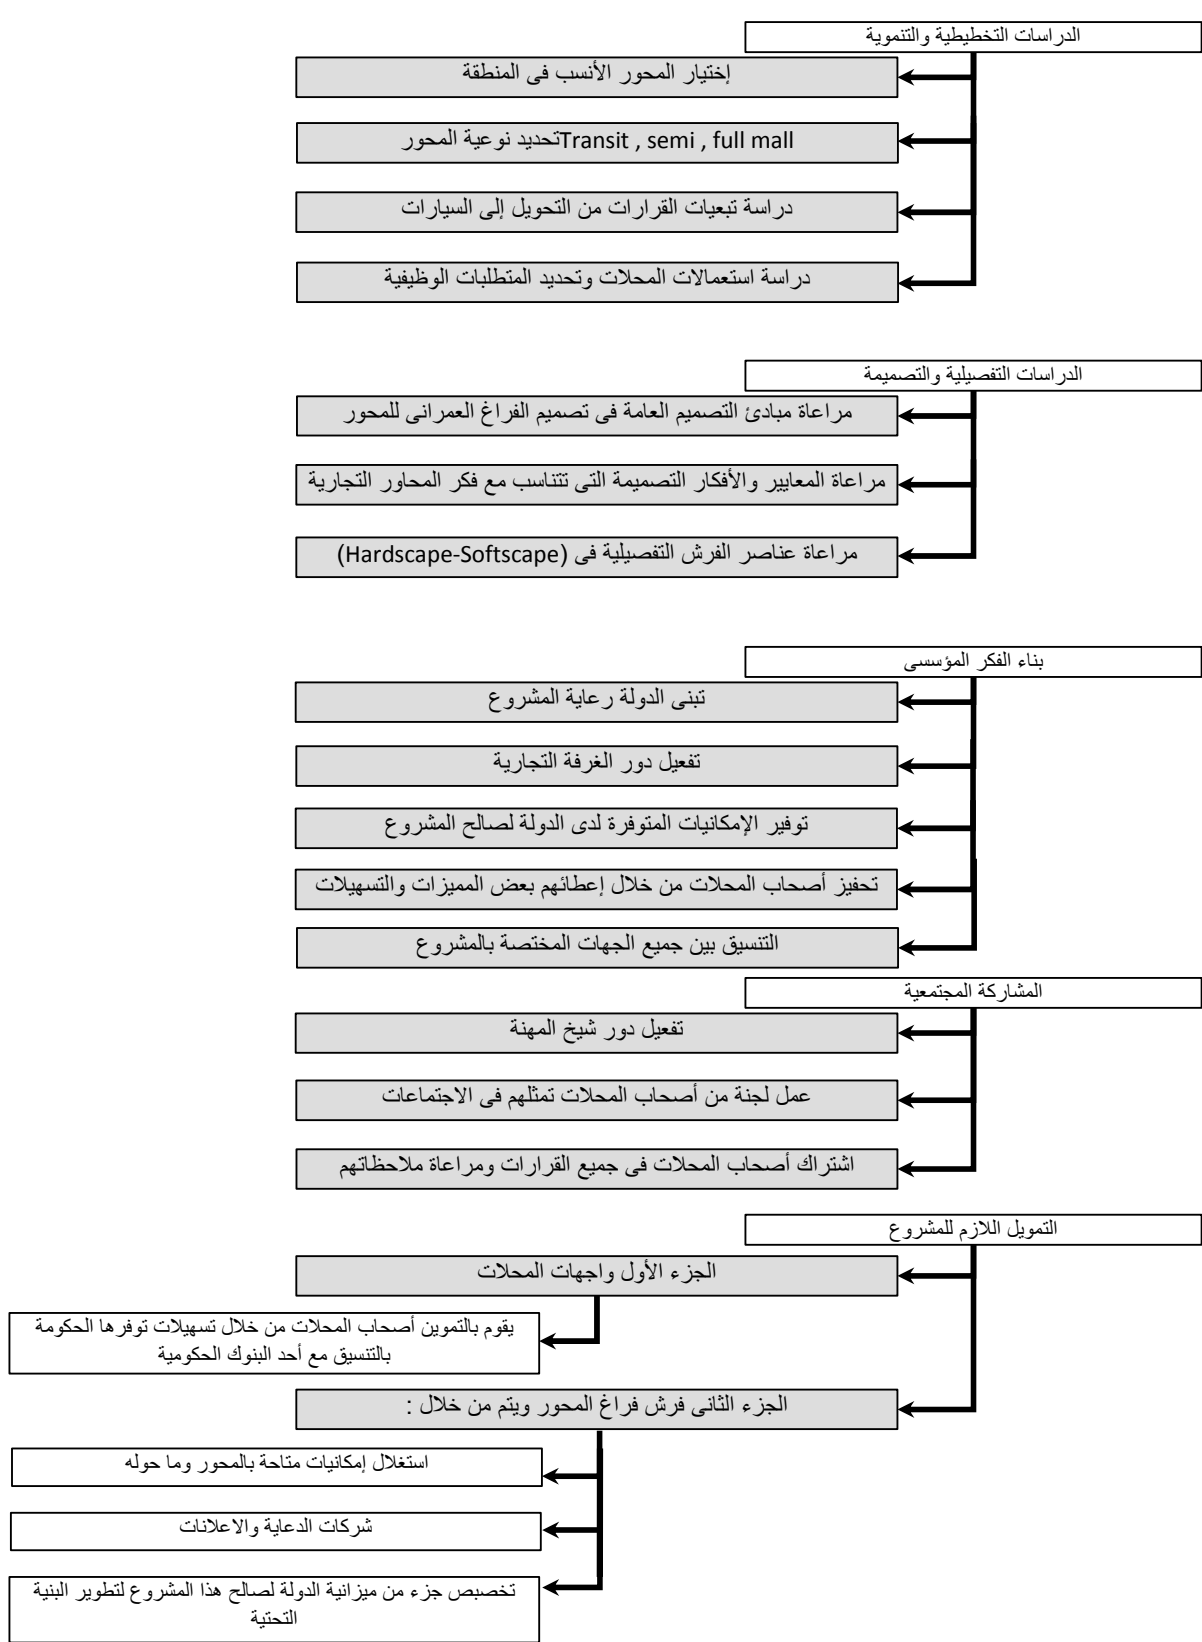 الدراسات التخطيطية والتنموية
إختيار المحور الأنسب فى المنطقة
تحديد نوعية المحورTransit , semi , full mall
دراسة تبعيات القرارات من التحويل إلى السيارات
دراسة استعمالات المحلات وتحديد المتطلبات الوظيفية
الدراسات التفصيلية والتصميمة
مراعاة مبادئ التصميم العامة فى تصميم الفراغ العمرانى للمحور
مراعاة المعايير والأفكار التصميمة التى تتناسب مع فكر المحاور التجارية
مراعاة عناصر الفرش التفصيلية فى (Hardscape-Softscape)
بناء الفكر المؤسسى
تبنى الدولة رعاية المشروع
تفعيل دور الغرفة التجارية
توفير الإمكانيات المتوفرة لدى الدولة لصالح المشروع
تحفيز أصحاب المحلات من خلال إعطائهم بعض المميزات والتسهيلات
التنسيق بين جميع الجهات المختصة بالمشروع
المشاركة المجتمعية
تفعيل دور شيخ المهنة
عمل لجنة من أصحاب المحلات تمثلهم فى الاجتماعات
اشتراك أصحاب المحلات فى جميع القرارات ومراعاة ملاحظاتهم
التمويل اللازم للمشروع
الجزء الأول واجهات المحلات
يقوم بالتموين أصحاب المحلات من خلال تسهيلات توفرها الحكومة
بالتنسيق مع أحد البنوك الحكومية
الجزء الثانى فرش فراغ المحور ويتم من خلال :
استغلال إمكانيات متاحة بالمحور وما حوله
شركات الدعاية والاعلانات
تخصبص جزء من ميزانية الدولة لصالح هذا المشروع لتطوير البنية
التحتية